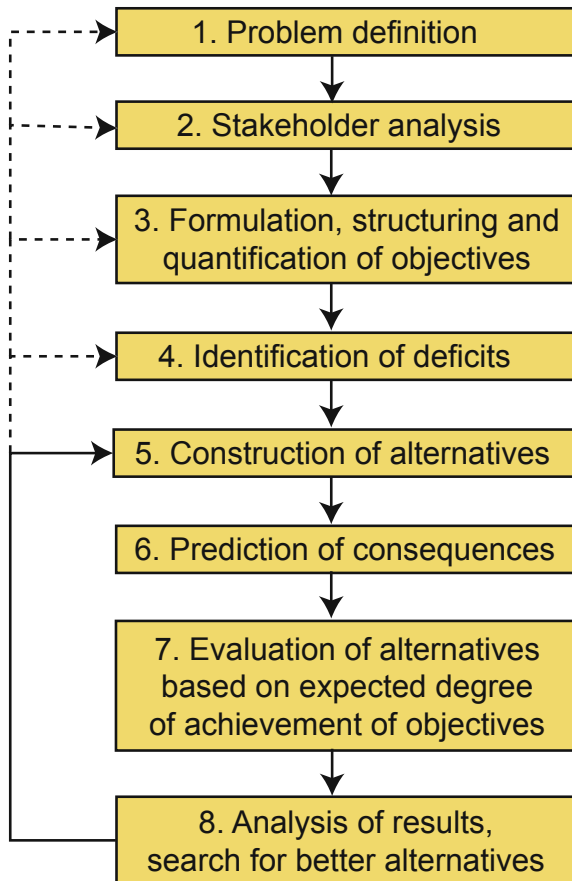 1. Problem definition
2. Stakeholder analysis
3. Formulation, structuring and
quantification of objectives
4. Identification of deficits
5. Construction of alternatives
6. Prediction of consequences
7. Evaluation of alternatives
based on expected degree
of achievement of objectives
8. Analysis of results,
search for better alternatives